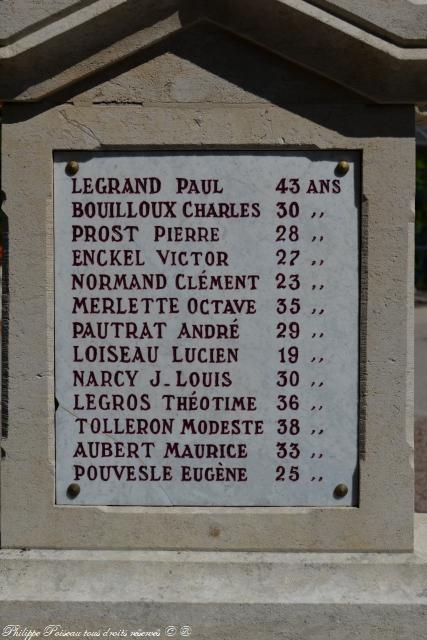 LEGRAND PAUL 43 ANS
BOUILLOUX CHARLES 30 ,,
PROST PIERRE 28 ,,
ENCKEL VICTOR 27 ,,
NORMAND CLÉMENT 23 ,,
MERLETTE OCTAVE 35 ,,
PAUTRAT ANDRÉ 29 ,,
LOISEAU LUCIEN 19 ,,
NARCY J_LOUIS 30 ,,
LEGROS THÉOTIME 36 ,,
TOLLERON MODESTE 38 ,,
AUBERT MAURICE 33 ,,
POUVESLE EUGÈNE 25 ,,
Philippe Poiseau tous droits reservés © ®